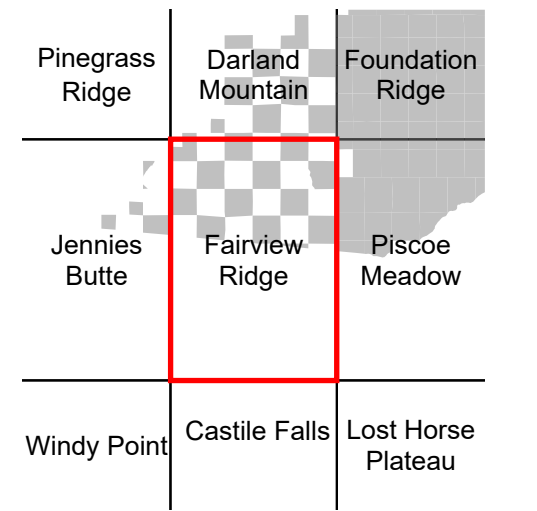 Pinegrass
Ridge
Darland
Mountain
Foundation
Ridge
Jennies
Butte
Fairview
Ridge
Piscoe
Meadow
Windy Point
Castile Falls
Lost Horse
Plateau